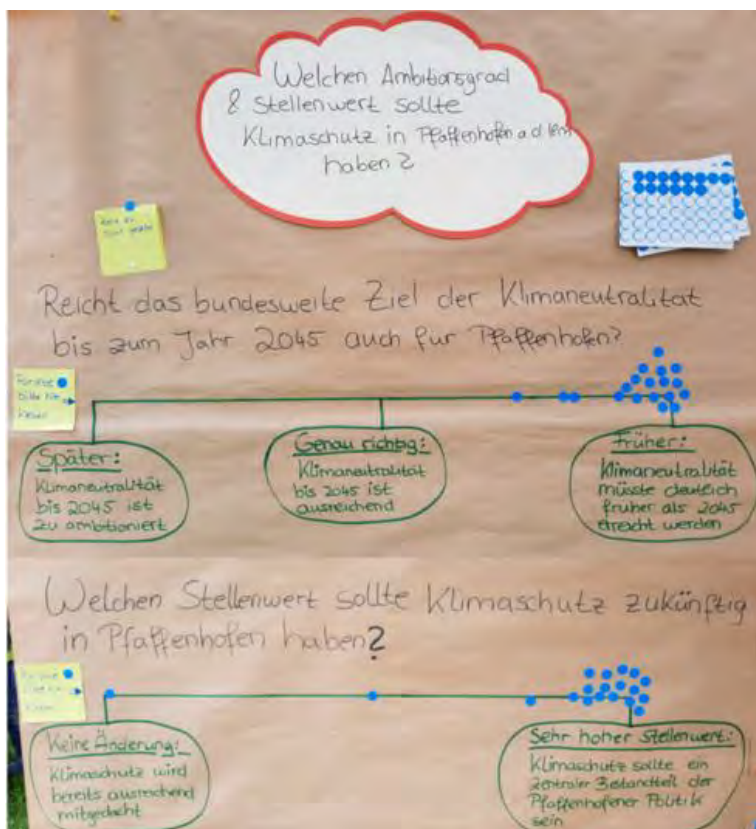 Welchen Ambitionsgrad
& Stellenwert sollte
Klimaschutz in Pfaffenhofen a d Ilm
haben?
Reicht das bundesweite Ziel der Klimaneutralität
bis zum Jahr 2045 auch für Pfaffenhofen?
bitte hie
kleben
Später:
Klimaneutralität
bis 2045 ist
zu ambitioniert
Genau richtig:
Klimaneutralität
bis 2045 ist
ausreichend
Früher:
Klimaneutralität
müsste deutlich
früher als 2045
erreicht werden
Welchen Stellenwert sollte Klimaschutz zukünftig
in Pfaffenhofen haben?
Keine Änderung:
Klimaschutz wird
bereits ausreichend
mitgedacht
Sehr hoher Stellenwert:
Klimaschutz sollte ein
zentraler Bestandteil der
Pfaffenhofener Politik
sein